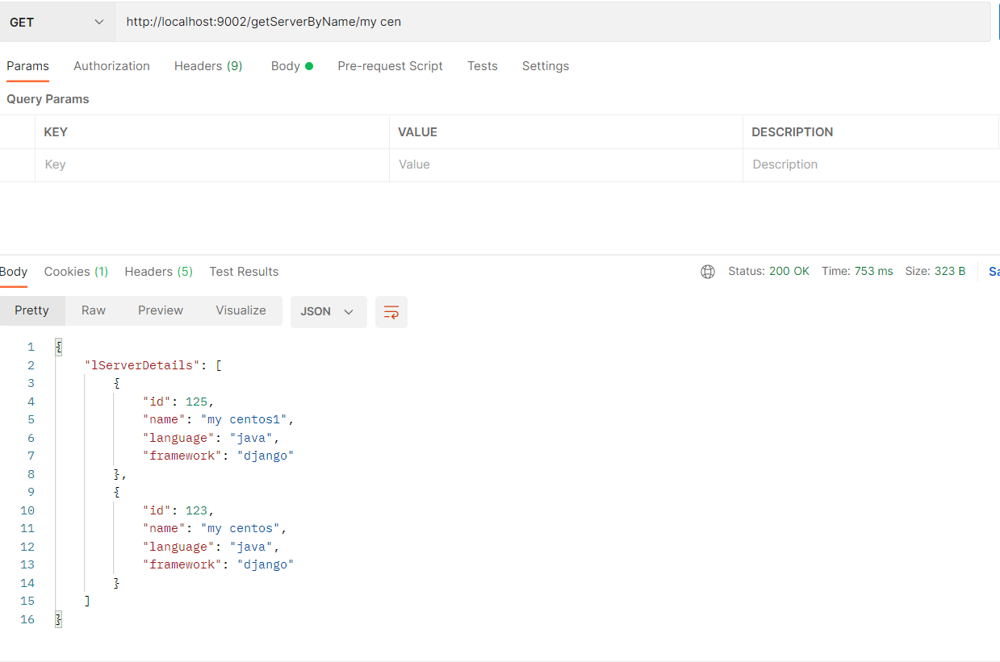 GET http://localhost:9002/getServerByName/my cen
Params Authorization Headers (9) Body Pre-request Script Tests Settings
Query Params
KEY VALUE DESCRIPTION
Key Value Description
Body Cookies (1) Headers (5) Test Results Status: 200 OK Time: 753 ms Size: 323 B Sa
Pretty Raw Preview Visualize JSON
1 {
2 "lServerDetails": [
3 {
4 "id": 125,
5 "name": "my centos1",
6 "language": "java",
7 "framework": "django"
8 },
9 {
10 "id": 123,
11 "name": "my centos",
12 "language": "java",
13 "framework": "django"
14 }
15 ]
16 }